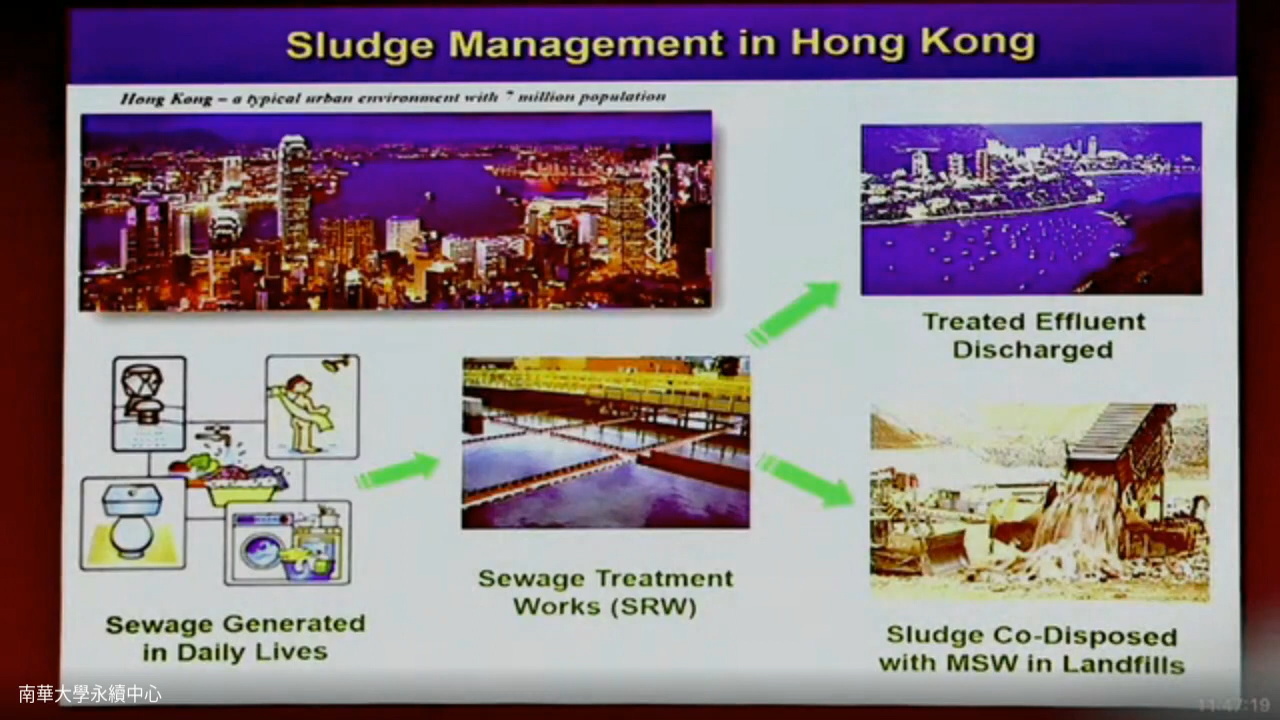 Sludge Management in Hong Kong
Hong Kong – a typical urban environment with 7 million population
Treated Effluent
Discharged
Sewage Treatment
Works (SRW)
Sewage Generated
in Daily Lives
Sludge Co-Disposed
with MSW in Landfills
南華大學永續中心
11:47:19